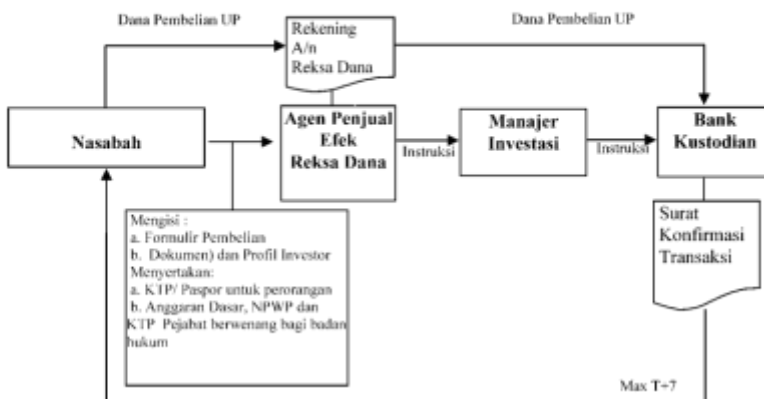 Dana Pembelian UP
Rekening
A/n
Reksa Dana
Dana Pembelian UP
Nasabah
Agen Penjual
Efek
Reksa Dana
Instruksi
Manajer
Investasi
Instruksi
Bank
Kustodian
Mengisi :
a. Formulir Pembelian
b. Dokumen) dan Profil Investor
Menyertakan:
a. KTP/ Paspor untuk perorangan
b. Anggaran Dasar, NPWP dan
KTP Pejabat berwenang bagi badan
hukum
Surat
Konfirmasi
Transaksi
Max T+7